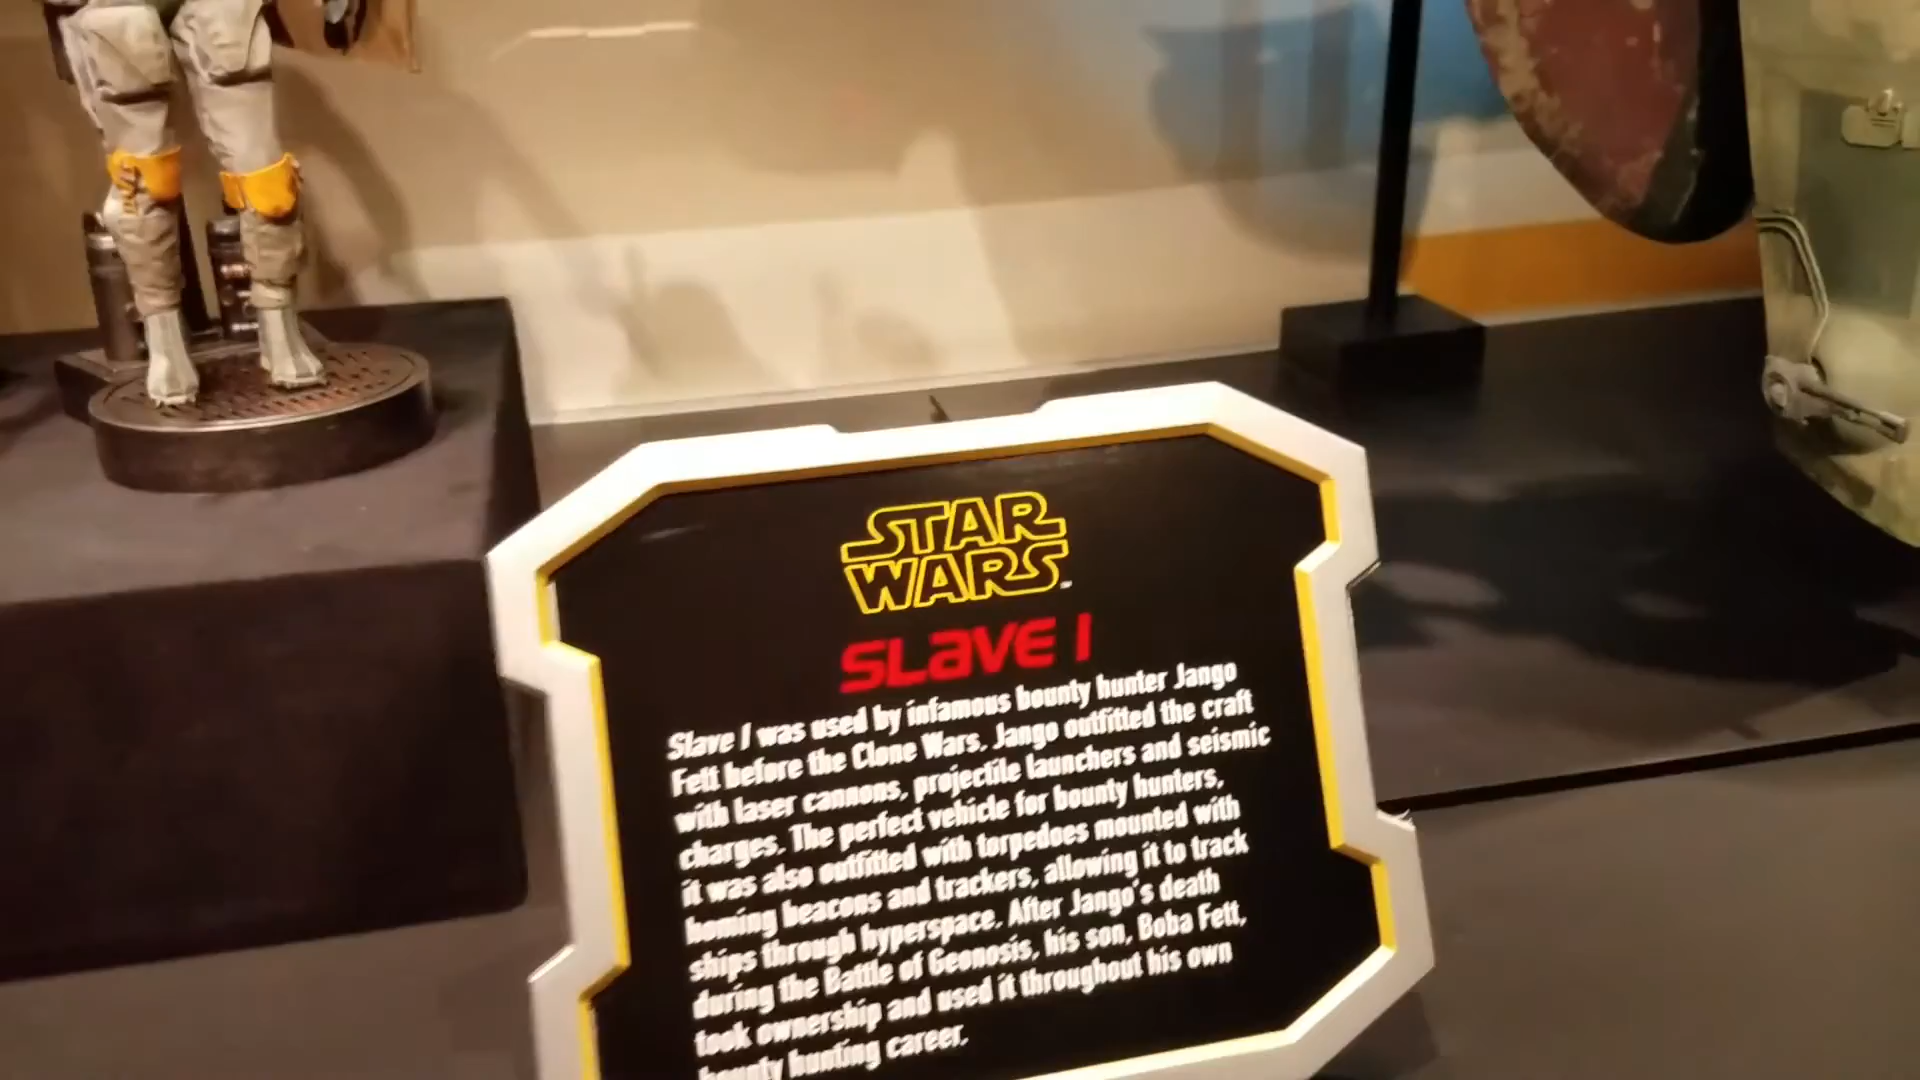 STAR
WARS
SLAVE I
Slave I was used by infamous bounty hunter Jango
Fett before the Clone Wars. Jango outfitted the craft
with laser cannons, projectile launchers and seismic
charges. The perfect vehicle for bounty hunters,
it was also outfitted with torpedoes mounted with
homing beacons and trackers, allowing it to track
ships through hyperspace. After Jango's death
during the Battle of Geonosis, his son, Boba Fett,
took ownership and used it throughout his own
bounty hunting career.